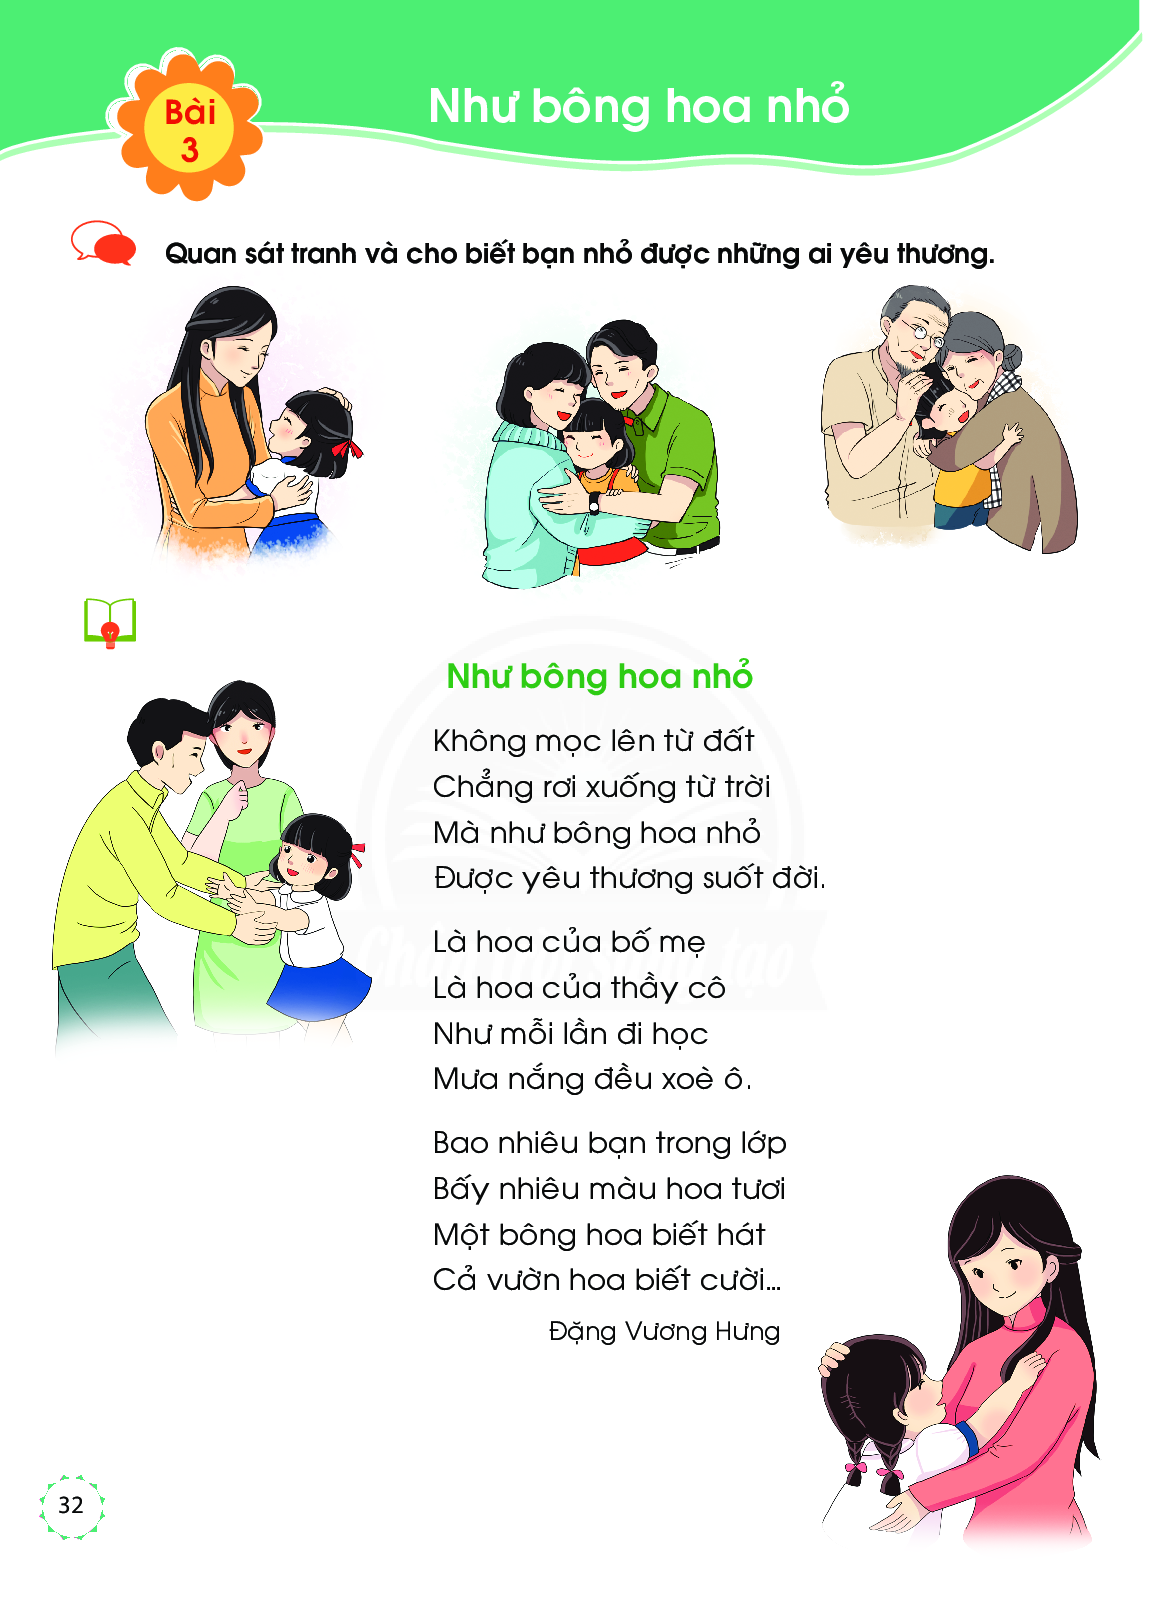 Bài
3
Như bông hoa nhỏ
Quan sát tranh và cho biết bạn nhỏ được những ai yêu thương.
Như bông hoa nhỏ
Không mọc lên từ đất
Chẳng rơi xuống từ trời
Mà như bông hoa nhỏ
Được yêu thương suốt đời.
Là hoa của bố mẹ
Là hoa của thầy cô
Như mỗi lần đi học
Mưa nắng đều xoè ô.
Bao nhiêu bạn trong lớp
Bấy nhiêu màu hoa tươi
Một bông hoa biết hát
Cả vườn hoa biết cười...
Đặng Vương Hưng
32